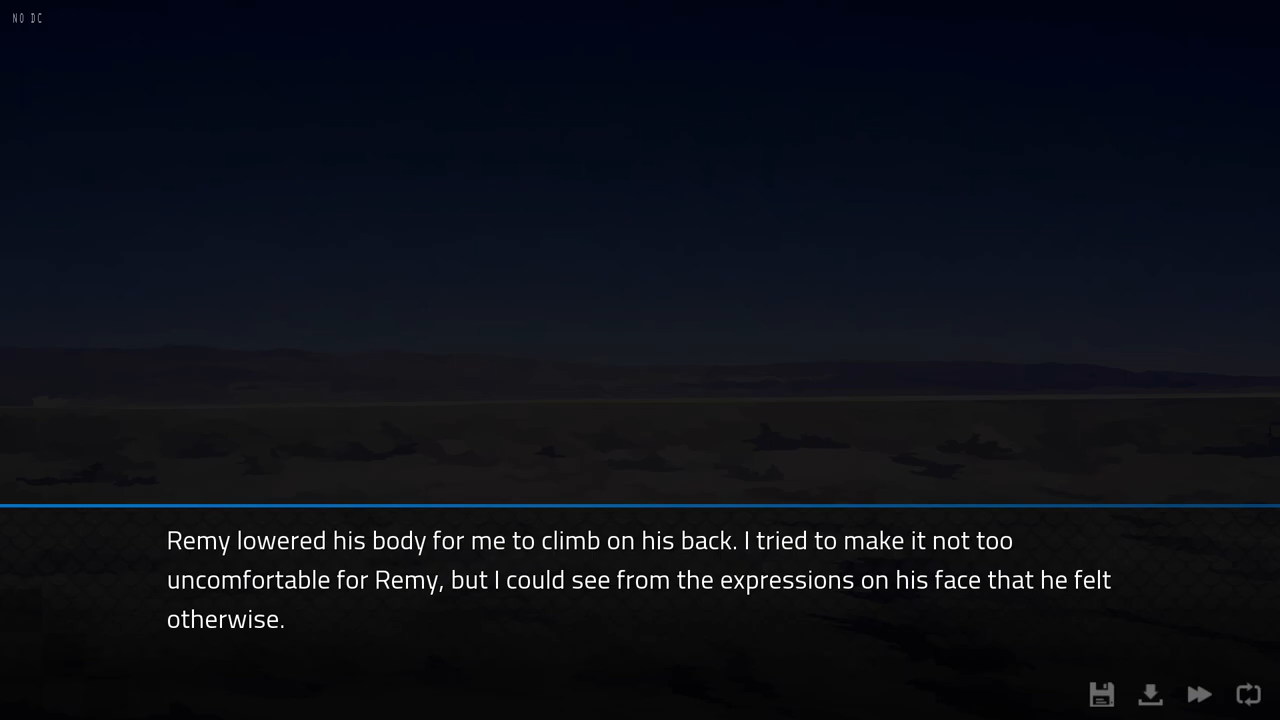 NO DC
Remy lowered his body for me to climb on his back. I tried to make it not too
uncomfortable for Remy, but I could see from the expressions on his face that he felt
otherwise.